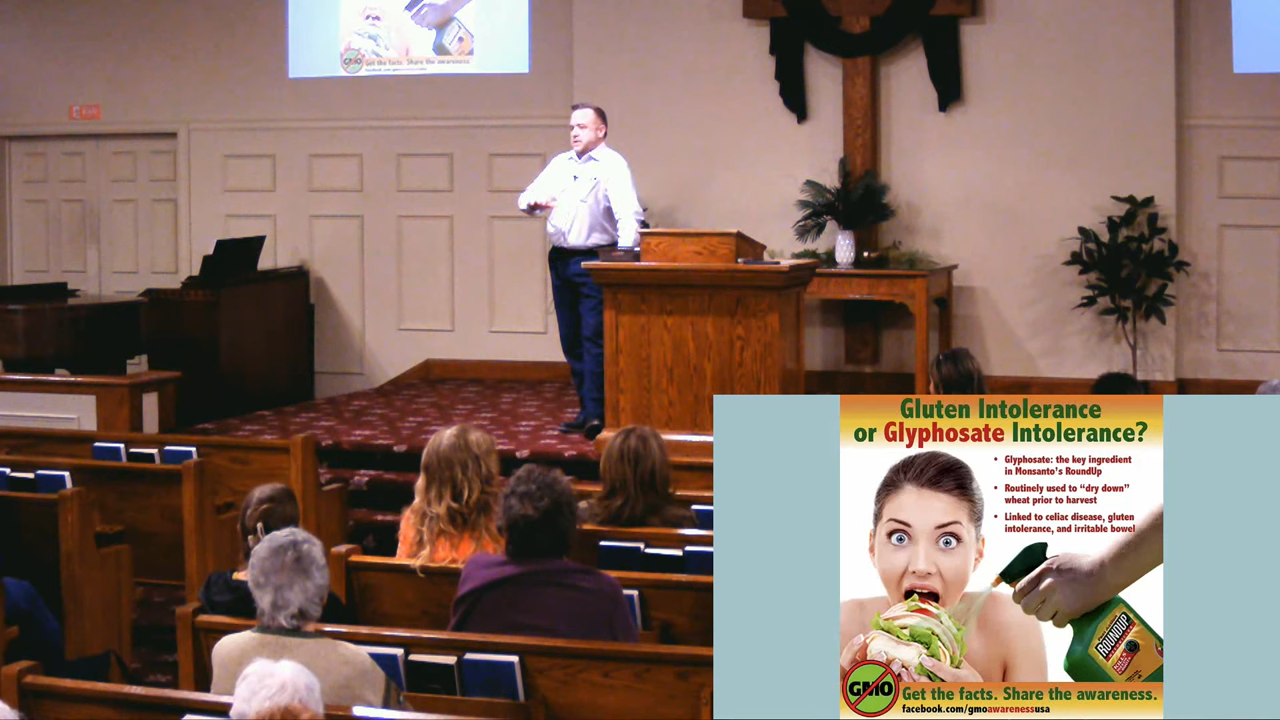 GMO Get the facts. Share the awareness.
EXIT
Gluten Intolerance
or Glyphosate Intolerance?
• Glyphosate: the key ingredient
in Monsanto's RoundUp
• Routinely used to "dry down"
wheat prior to harvest
• Linked to celiac disease, gluten
intolerance, and irritable bowel
ROUNDUP
GMO Get the facts. Share the awareness.
facebook.com/gmoawarenessusa